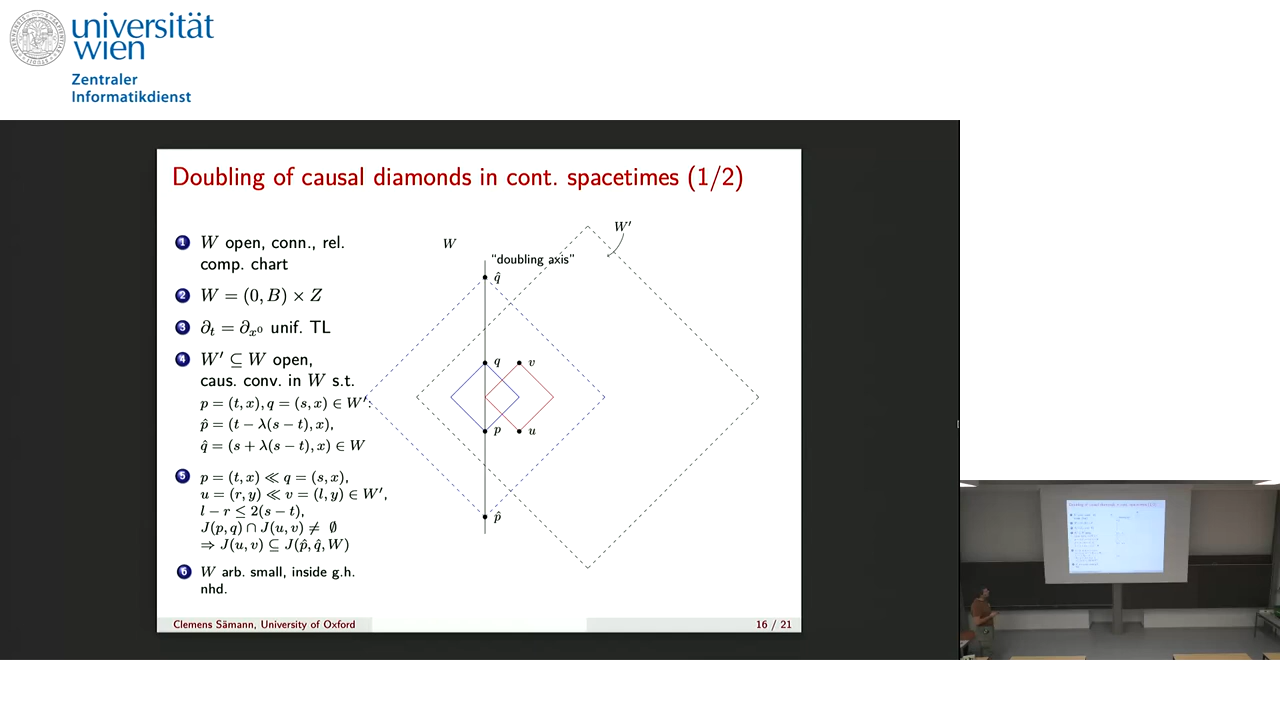 universität
wien
Zentraler
Informatikdienst
Doubling of causal diamonds in cont. spacetimes (1/2)
1 W open, conn., rel.
comp. chart
2 W = (0, B) × Z
3 ∂ₜ = ∂ₓ⁰ unif. TL
4 W′ ⊆ W open,
caus. conv. in W s.t.
p = (t, x), q = (s, x) ∈ W′:
p̂ = (t − λ(s − t), x),
q̂ = (s + λ(s − t), x) ∈ W
5 p = (t, x) ≪ q = (s, x),
u = (r, y) ≪ v = (l, y) ∈ W′,
l − r ≤ 2(s − t),
J(p, q) ∩ J(u, v) ≠ ∅
⇒ J(u, v) ⊆ J(p̂, q̂, W)
6 W arb. small, inside g.h.
nhd.
W′
W
"doubling axis"
q̂
q v
p u
p̂
Clemens Sämann, University of Oxford
16 / 21